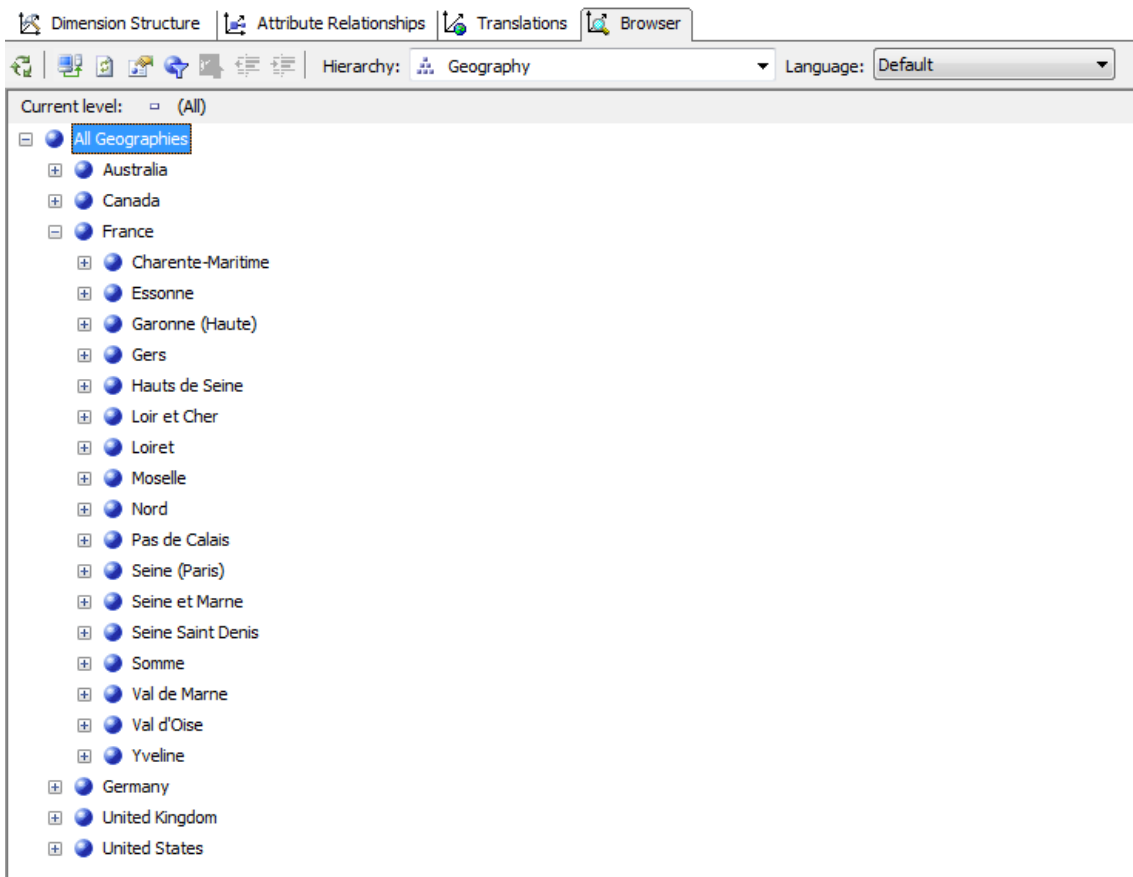 Dimension Structure Attribute Relationships Translations Browser
Hierarchy: Geography Language: Default
Current level: (All)
All Geographies
Australia
Canada
France
Charente-Maritime
Essonne
Garonne (Haute)
Gers
Hauts de Seine
Loir et Cher
Loiret
Moselle
Nord
Pas de Calais
Seine (Paris)
Seine et Marne
Seine Saint Denis
Somme
Val de Marne
Val d'Oise
Yveline
Germany
United Kingdom
United States